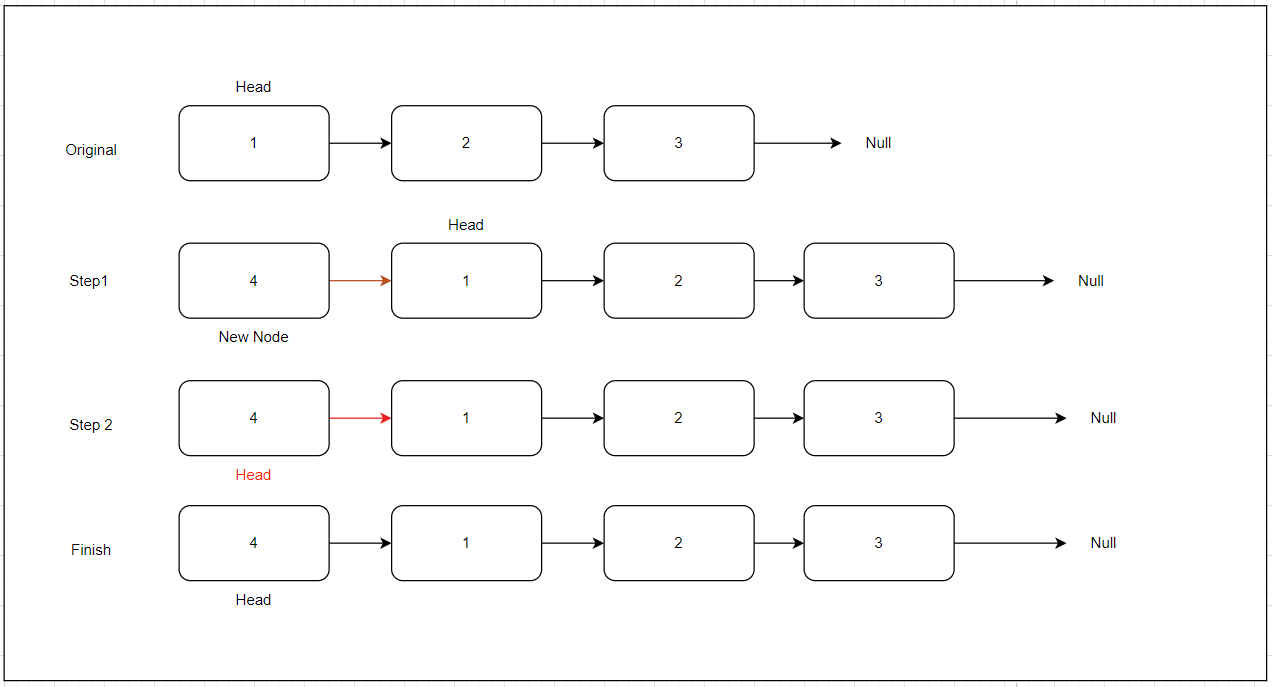 Head
Original
1
2
3
Null
Head
Step1
4
1
2
3
Null
New Node
Step 2
4
1
2
3
Null
Head
Finish
4
1
2
3
Null
Head